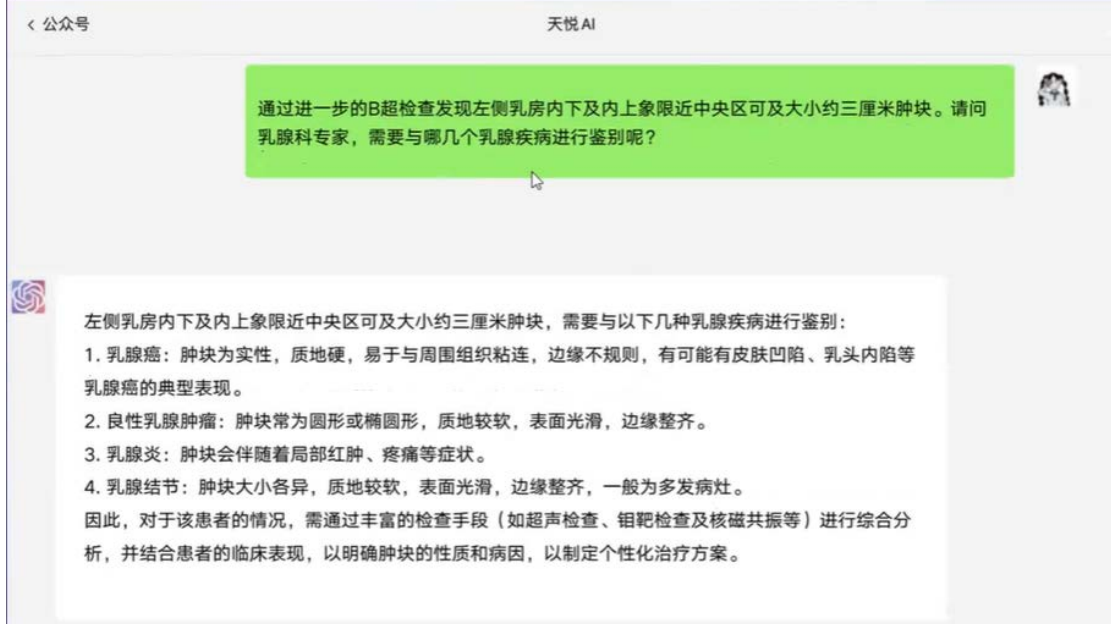 公众号
天悦AI
通过进一步的B超检查发现左侧乳房内下及内上象限近中央区可及大小约三厘米肿块。请问
乳腺科专家，需要与哪几个乳腺疾病进行鉴别呢？
左侧乳房内下及内上象限近中央区可及大小约三厘米肿块，需要与以下几种乳腺疾病进行鉴别：
1. 乳腺癌：肿块为实性，质地硬，易于与周围组织粘连，边缘不规则，有可能有皮肤凹陷、乳头内陷等
乳腺癌的典型表现。
2. 良性乳腺肿瘤：肿块常为圆形或椭圆形，质地较软，表面光滑，边缘整齐。
3. 乳腺炎：肿块会伴随着局部红肿、疼痛等症状。
4. 乳腺结节：肿块大小各异，质地较软，表面光滑，边缘整齐，一般为多发病灶。
因此，对于该患者的情况，需通过丰富的检查手段（如超声检查、钼靶检查及核磁共振等）进行综合分
析，并结合患者的临床表现，以明确肿块的性质和病因，以制定个性化治疗方案。